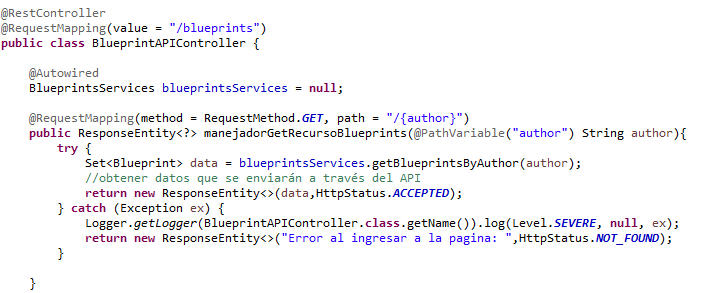 @RestController
@RequestMapping(value = "/blueprints")
public class BlueprintAPIController {
@Autowired
BlueprintsServices blueprintsServices = null;
@RequestMapping(method = RequestMethod.GET, path = "/{author}")
public ResponseEntity<?> manejadorGetRecursoBlueprints(@PathVariable("author") String author){
try {
Set<Blueprint> data = blueprintsServices.getBlueprintsByAuthor(author);
//obtener datos que se enviarán a través del API
return new ResponseEntity<>(data,HttpStatus.ACCEPTED);
} catch (Exception ex) {
Logger.getLogger(BlueprintAPIController.class.getName()).log(Level.SEVERE, null, ex);
return new ResponseEntity<>("Error al ingresar a la pagina: ",HttpStatus.NOT_FOUND);
}
}